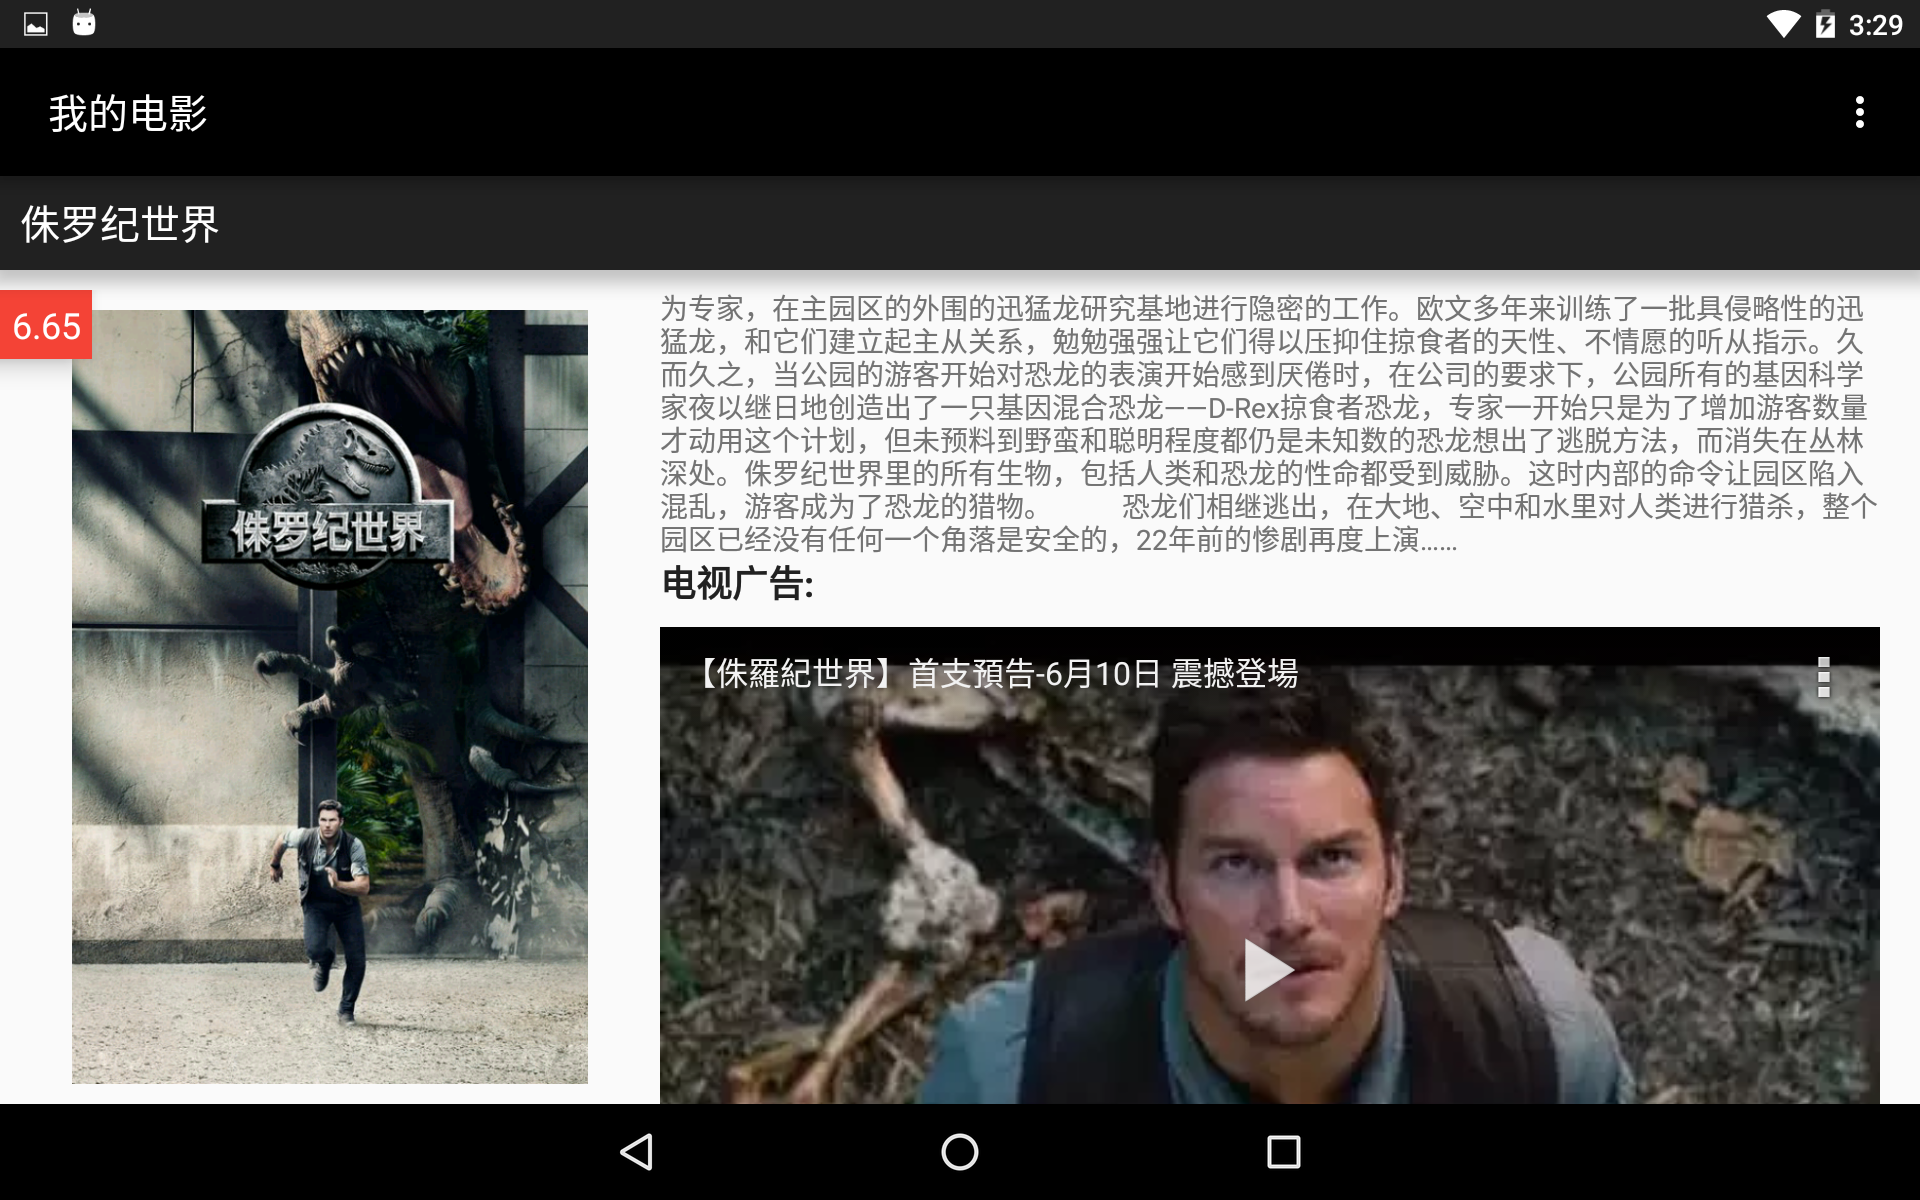 3:29
我的电影
侏罗纪世界
6.65
侏罗纪世界
为专家，在主园区的外围的迅猛龙研究基地进行隐密的工作。欧文多年来训练了一批具侵略性的迅
猛龙，和它们建立起主从关系，勉勉强强让它们得以压抑住掠食者的天性、不情愿的听从指示。久
而久之，当公园的游客开始对恐龙的表演开始感到厌倦时，在公司的要求下，公园所有的基因科学
家夜以继日地创造出了一只基因混合恐龙——D-Rex掠食者恐龙，专家一开始只是为了增加游客数量
才动用这个计划，但未预料到野蛮和聪明程度都仍是未知数的恐龙想出了逃脱方法，而消失在丛林
深处。侏罗纪世界里的所有生物，包括人类和恐龙的性命都受到威胁。这时内部的命令让园区陷入
混乱，游客成为了恐龙的猎物。　　　恐龙们相继逃出，在大地、空中和水里对人类进行猎杀，整个
园区已经没有任何一个角落是安全的，22年前的惨剧再度上演……
电视广告:
【侏羅紀世界】首支預告-6月10日 震撼登場